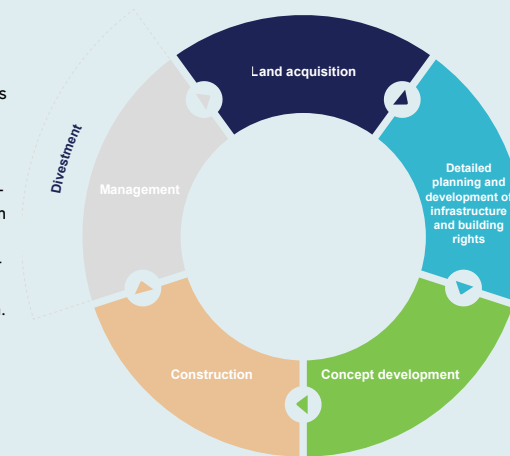 Land acquisition
Detailed
planning and
development of
infrastructure
and building
rights
Concept development
Construction
Management
Divestment